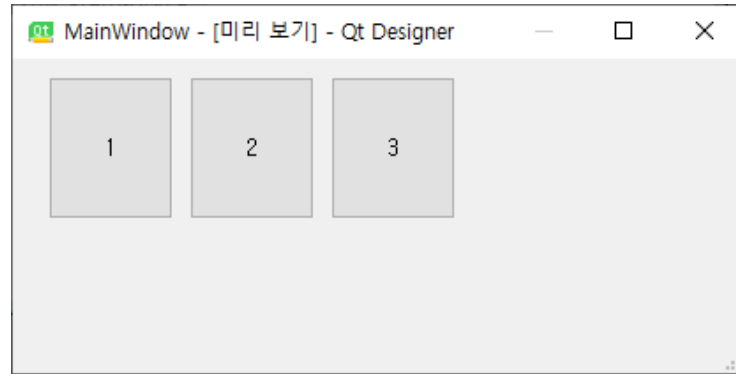 MainWindow - [미리 보기] - Qt Designer
1 2 3